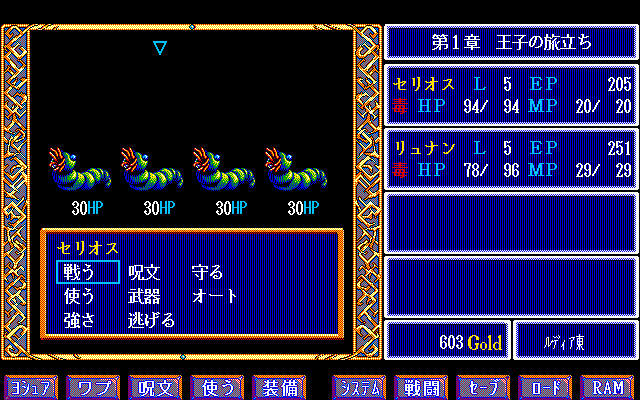 第1章 王子の旅立ち
セリオス L 5 EP 205
毒 HP 94/ 94 MP 20/ 20
リュナン L 5 EP 251
毒 HP 78/ 96 MP 29/ 29
30HP 30HP 30HP 30HP
セリオス
戦う 呪文 守る
使う 武器 オート
強さ 逃げる
603 Gold ルディア東
ヨシュア ワプ 呪文 使う 装備 システム 戦闘 セーブ ロード RAM